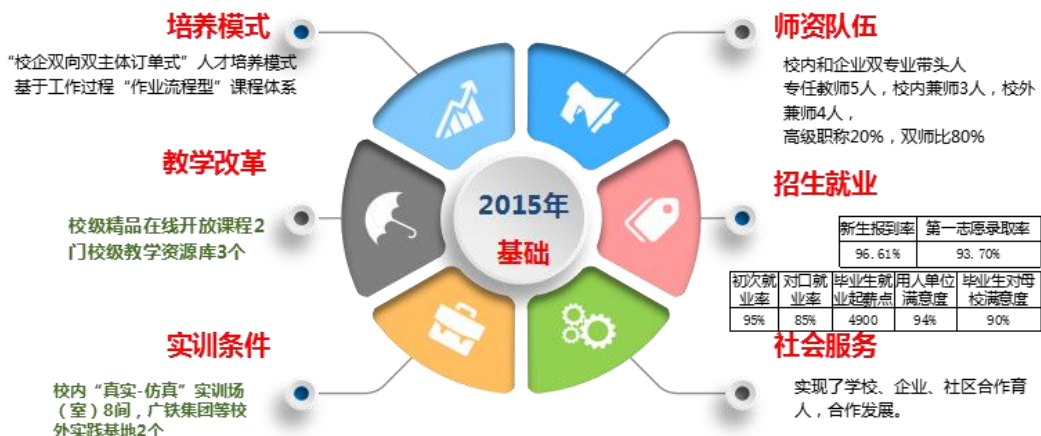 培养模式
“校企双向双主体订单式”人才培养模式
基于工作过程“作业流程型”课程体系
教学改革
校级精品在线开放课程2
门校级教学资源库3个
实训条件
校内“真实-仿真”实训场
（室）8间，广铁集团等校
外实践基地2个
2015年
基础
师资队伍
校内和企业双专业带头人
专任教师5人，校内兼师3人，校外
兼师4人，
高级职称20%，双师比80%
招生就业
新生报到率 第一志愿录取率
96.61% 93.70%
初次就 对口就 毕业生就 用人单位 毕业生对母
业率 业率 业起薪点 满意度 校满意度
95% 85% 4900 94% 90%
社会服务
实现了学校、企业、社区合作育
人，合作发展。